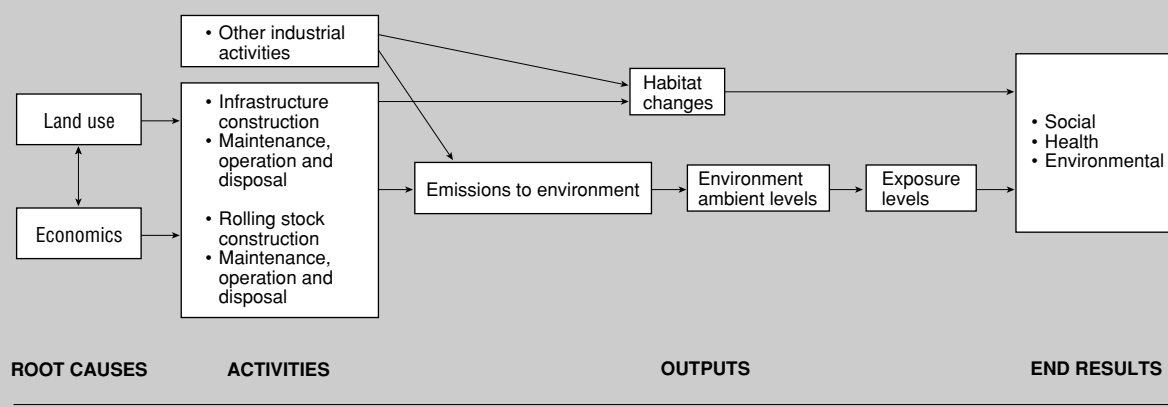 • Other industrial
activities
Land use
Economics
• Infrastructure
construction
• Maintenance,
operation and
disposal
• Rolling stock
construction
• Maintenance,
operation and
disposal
Habitat
changes
Emissions to environment
Environment
ambient levels
Exposure
levels
• Social
• Health
• Environmental
ROOT CAUSES
ACTIVITIES
OUTPUTS
END RESULTS